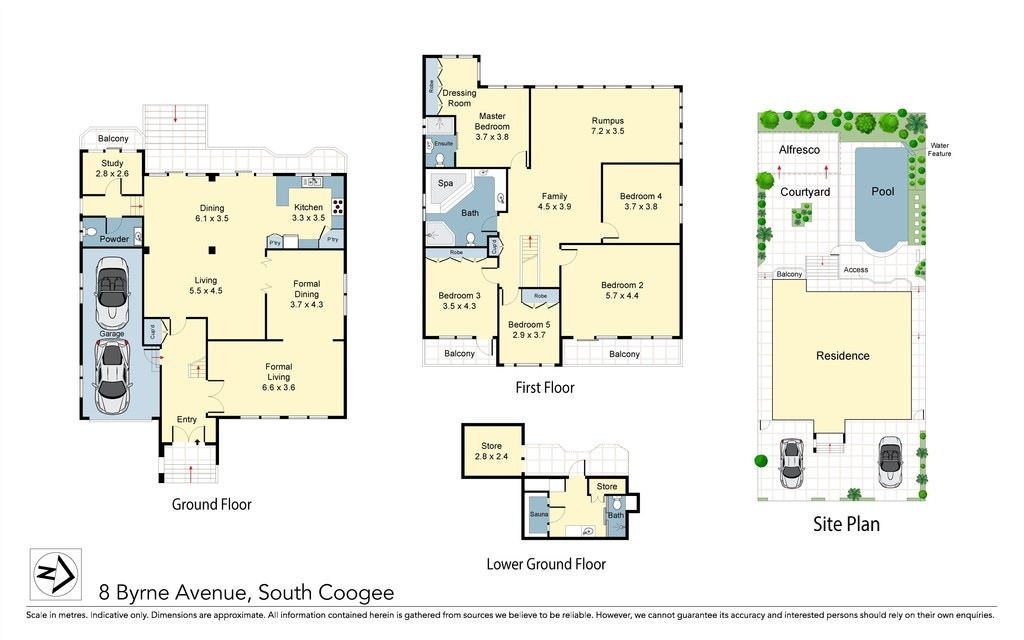 Balcony
Study
2.8 x 2.6
Powder
Dining
6.1 x 3.5
Kitchen
3.3 x 3.5
P'try
P'try
Living
5.5 x 4.5
Formal
Dining
3.7 x 4.3
Garage
Cup'd
Formal
Living
6.6 x 3.6
Entry
Ground Floor
Robe
Dressing
Room
Master
Bedroom
3.7 x 3.8
Ensuite
Rumpus
7.2 x 3.5
Spa
Bath
Family
4.5 x 3.9
Bedroom 4
3.7 x 3.8
Cup'd
Robe
Bedroom 3
3.5 x 4.3
Robe
Bedroom 5
2.9 x 3.7
Bedroom 2
5.7 x 4.4
Balcony
Balcony
First Floor
Store
2.8 x 2.4
Store
Sauna
Bath
Lower Ground Floor
Alfresco
Water
Feature
Courtyard
Pool
Balcony
Access
Residence
Site Plan
N
8 Byrne Avenue, South Coogee
Scale in metres. Indicative only. Dimensions are approximate. All information contained herein is gathered from sources we believe to be reliable. However, we cannot guarantee its accuracy and interested persons should rely on their own enquiries.